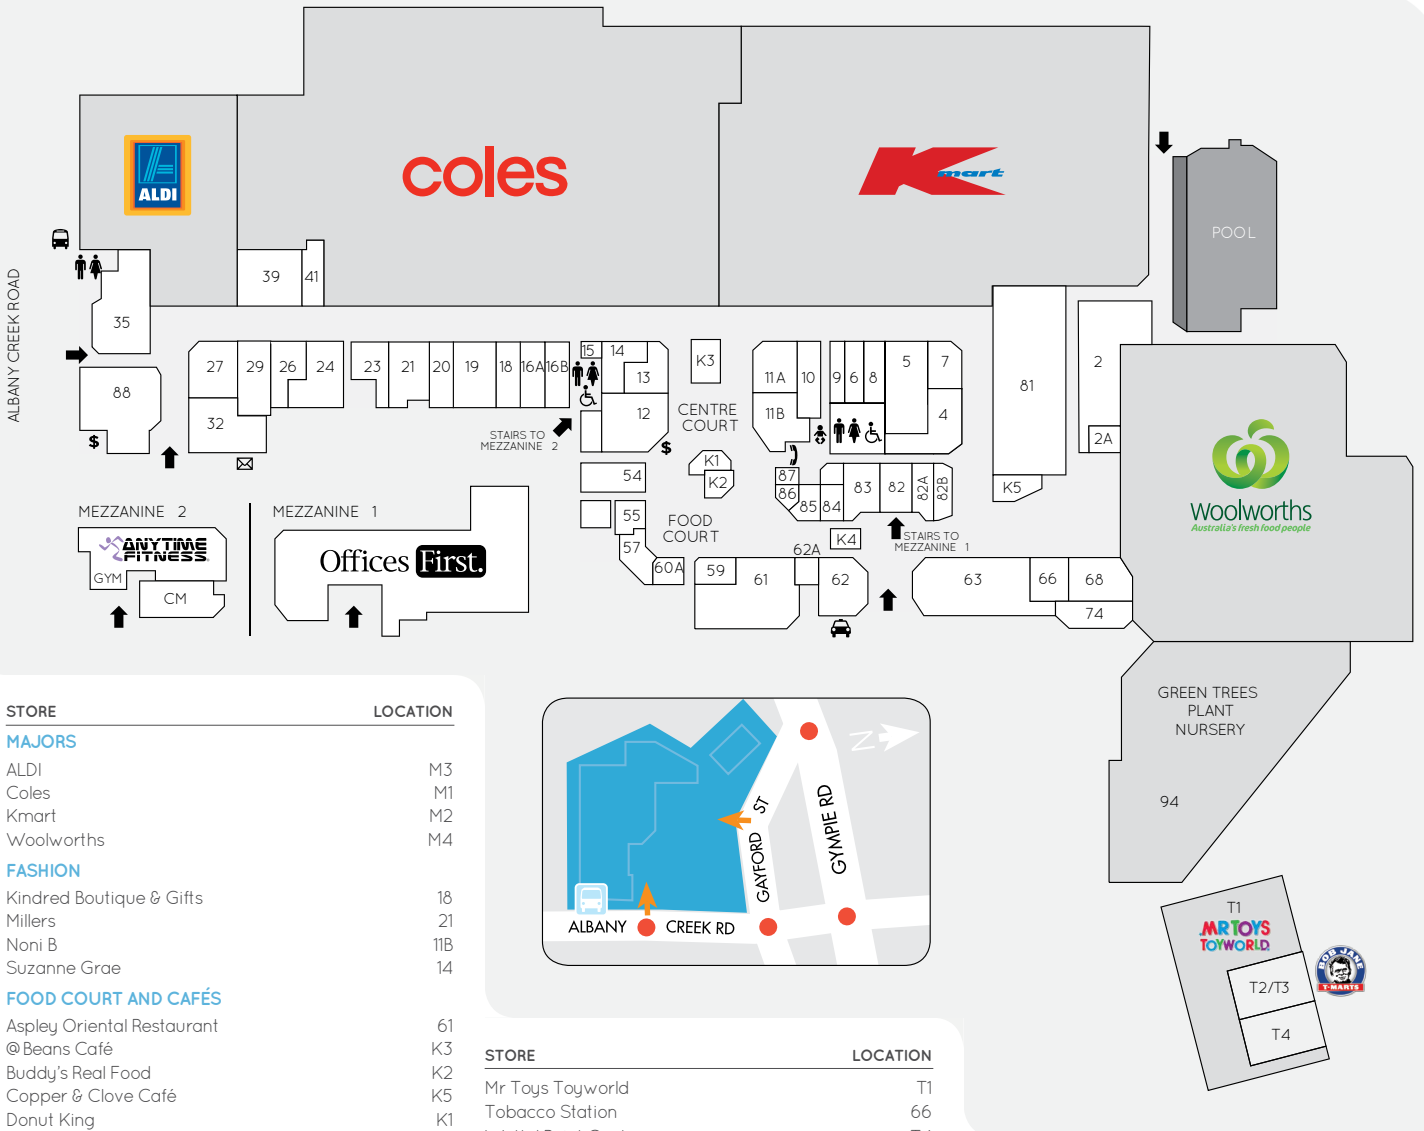 ALDI
coles
Kmart
POOL
ALBANY CREEK ROAD
39
41
35
27
29
26
24
23
21
20
19
18
16A
16B
15
14
13
12
K3
11A
10
9
6
8
5
7
11B
4
81
2
2A
88
32
$
CENTRE
COURT
STAIRS TO
MEZZANINE 2
$
K1
K2
54
87
86
85
84
83
82
82A
82B
K5
Woolworths
Australia's fresh food people
MEZZANINE 2
ANYTIME
FITNESS
GYM
CM
MEZZANINE 1
Offices First.
55
57
60A
FOOD
COURT
K4
STAIRS TO
MEZZANINE 1
62A
59
61
62
63
66
68
74
GREEN TREES
PLANT
NURSERY
94
STORE LOCATION
MAJORS
ALDI M3
Coles M1
Kmart M2
Woolworths M4
FASHION
Kindred Boutique & Gifts 18
Millers 21
Noni B 11B
Suzanne Grae 14
FOOD COURT AND CAFÉS
Aspley Oriental Restaurant 61
@Beans Café K3
Buddy's Real Food K2
Copper & Clove Café K5
Donut King K1
N
GAYFORD ST
GYMPIE RD
ALBANY CREEK RD
T1
MR TOYS
TOYWORLD
T2/T3
T4
BOB JANE
T-MARTS
STORE LOCATION
Mr Toys Toyworld T1
Tobacco Station 66